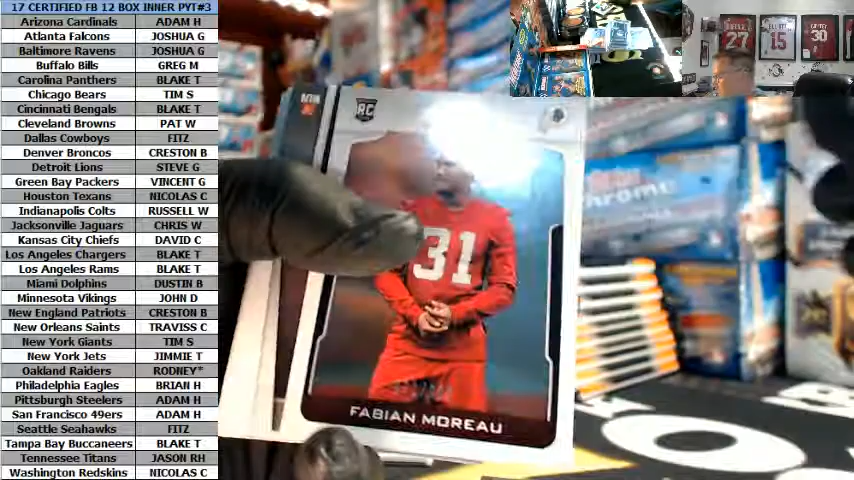 17 CERTIFIED FB 12 BOX INNER PYT#3
Arizona Cardinals ADAM H
Atlanta Falcons JOSHUA G
Baltimore Ravens JOSHUA G
Buffalo Bills GREG M
Carolina Panthers BLAKE T
Chicago Bears TIM S
Cincinnati Bengals BLAKE T
Cleveland Browns PAT W
Dallas Cowboys FITZ
Denver Broncos CRESTON B
Detroit Lions STEVE G
Green Bay Packers VINCENT G
Houston Texans NICOLAS C
Indianapolis Colts RUSSELL W
Jacksonville Jaguars CHRIS W
Kansas City Chiefs DAVID C
Los Angeles Chargers BLAKE T
Los Angeles Rams BLAKE T
Miami Dolphins DUSTIN B
Minnesota Vikings JOHN D
New England Patriots CRESTON B
New Orleans Saints TRAVISS C
New York Giants TIM S
New York Jets JIMMIE T
Oakland Raiders RODNEY*
Philadelphia Eagles BRIAN H
Pittsburgh Steelers ADAM H
San Francisco 49ers ADAM H
Seattle Seahawks FITZ
Tampa Bay Buccaneers BLAKE T
Tennessee Titans JASON RH
Washington Redskins NICOLAS C
RC
31
FABIAN MOREAU
27
15
30
chrome